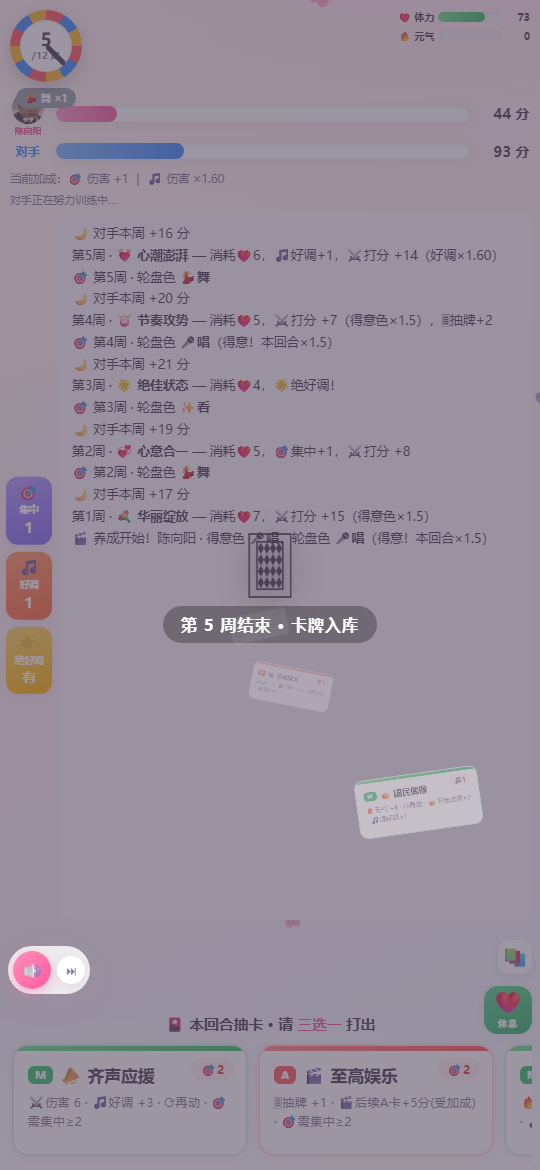 5
/12
体力 73
元气 0
舞 ×1
44 分
陈向阳
对手 93 分
当前加成: 伤害 +1 | 伤害 ×1.60
对手正在努力训练中...
对手本周 +16 分
第5周 · 心潮澎湃 — 消耗 6, 好调+1, 打分 +14（好调×1.60）
第5周 · 轮盘色 舞
对手本周 +20 分
第4周 · 节奏攻势 — 消耗 5, 打分 +7（得意色×1.5）, 抽牌+2
第4周 · 轮盘色 唱（得意! 本回合×1.5）
对手本周 +21 分
第3周 · 绝佳状态 — 消耗 4, 绝好调!
第3周 · 轮盘色
对手本周 +19 分
第2周 · 心意合一 — 消耗 5, 集中+1, 打分 +8
第2周 · 轮盘色 舞
对手本周 +17 分
第1周 · 华丽绽放 — 消耗 7, 打分 +15（得意色×1.5）
养成开始! 陈向阳 · 得意色 唱, 轮盘色 唱（得意! 本回合×1.5）
集中
1
好调
1
绝好调
有
第 5 周结束 • 卡牌入库
M 国民偶像 1
元气 +8 · 再动
休息
本回合抽卡 • 请 三选一 打出
M 齐声应援 2
伤害 6 · 好调 +3 · 再动 ·
需集中≥2
A 至高娱乐 2
抽牌 +1 · 后续A卡+5分(受加成)
· 需集中≥2